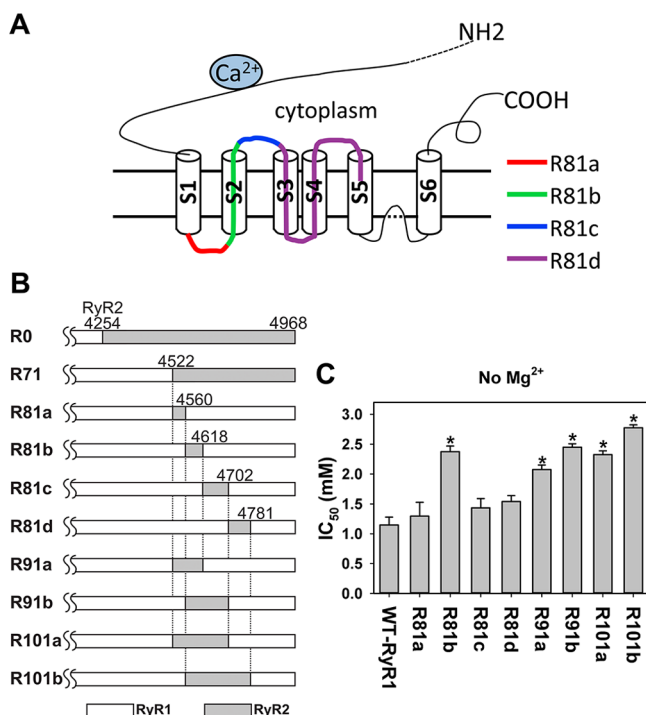 A
NH2
Ca2+
cytoplasm
COOH
S1
S2
S3
S4
S5
S6
R81a
R81b
R81c
R81d
B
RyR2
4254
4968
R0
4522
R71
4560
R81a
4618
R81b
4702
R81c
4781
R81d
R91a
R91b
R101a
R101b
RyR1
RyR2
C
No Mg2+
IC50 (mM)
3.0
2.5
2.0
1.5
1.0
0.5
0.0
* * * * *
WT-RyR1
R81a
R81b
R81c
R81d
R91a
R91b
R101a
R101b